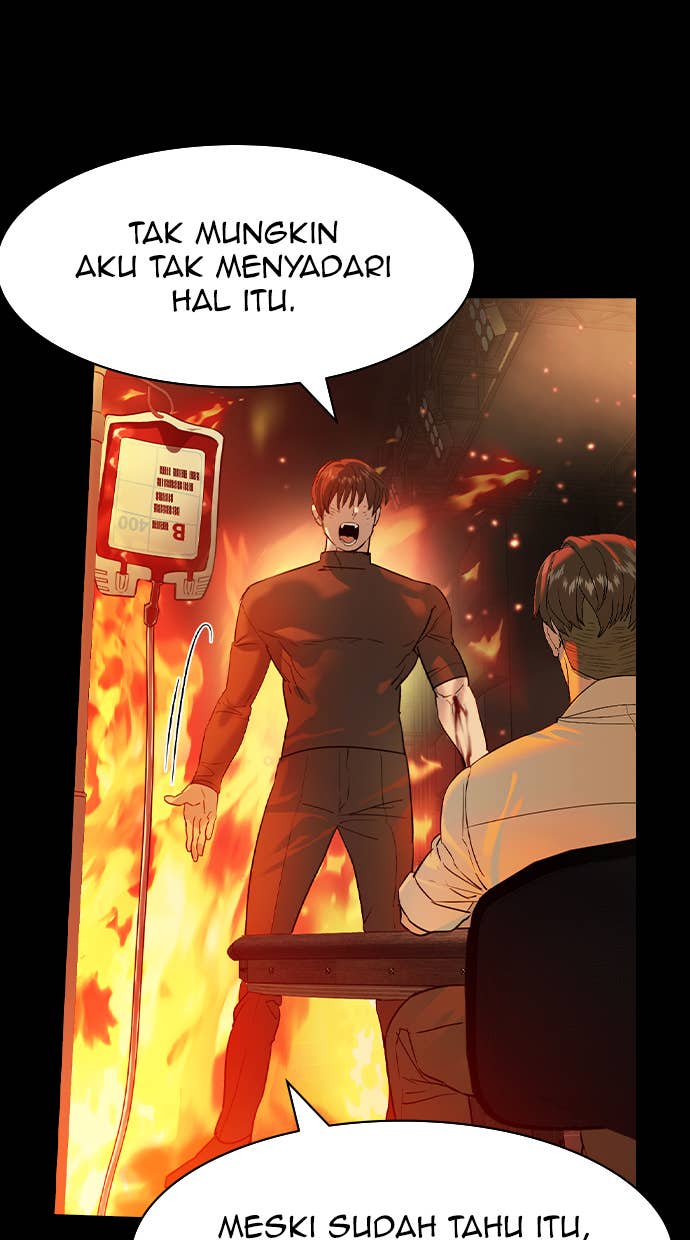 TAK MUNGKIN
AKU TAK MENYADARI
HAL ITU.
B
400
MESKI SUDAH TAHU ITU,